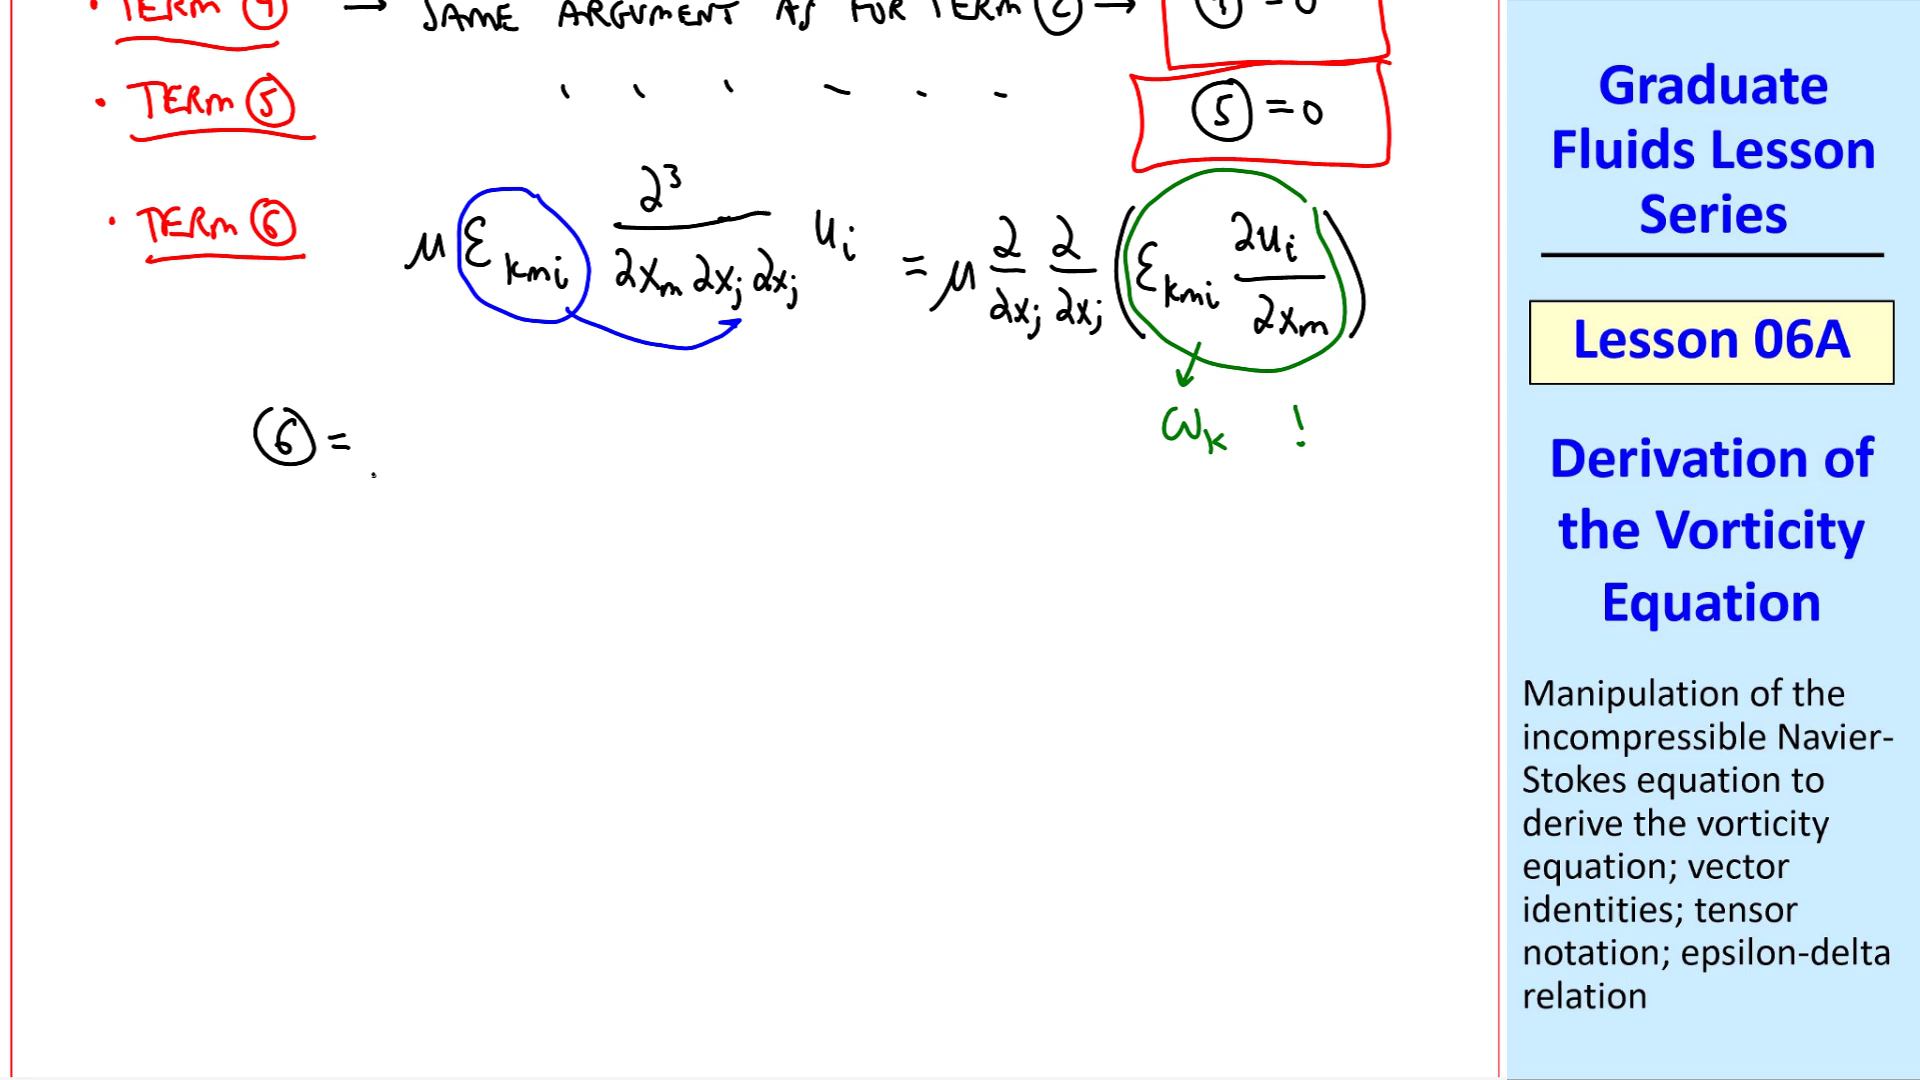 • TERM ④ → SAME ARGUMENT AS FOR TERM ② → ④ = 0
• TERM ⑤ ' ' ' ~ - - ⑤ = 0
• TERM ⑥ μ ε_kmi ∂³/(∂x_m ∂x_j ∂x_j) u_i = μ ∂/∂x_j ∂/∂x_j (ε_kmi ∂u_i/∂x_m)
ω_k !
⑥ =
Graduate
Fluids Lesson
Series
Lesson 06A
Derivation of
the Vorticity
Equation
Manipulation of the
incompressible Navier-
Stokes equation to
derive the vorticity
equation; vector
identities; tensor
notation; epsilon-delta
relation